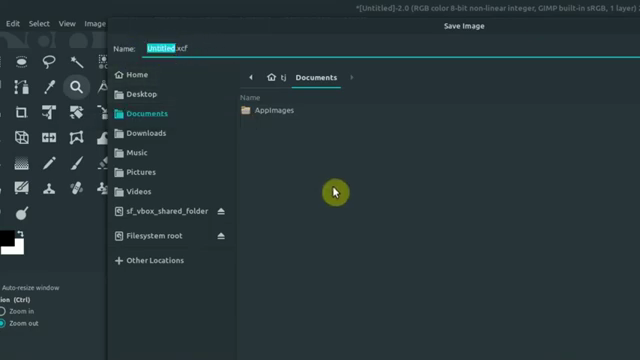 *[Untitled]-2.0 (RGB color 8-bit non-linear integer, GIMP built-in sRGB, 1 layer)
Edit Select View Image
Save Image
Name: Untitled.xcf
Home
tj Documents
Desktop
Name
Documents
AppImages
Downloads
Music
Pictures
Videos
sf_vbox_shared_folder
Filesystem root
Other Locations
Auto-resize window
(Ctrl)
Zoom in
Zoom out